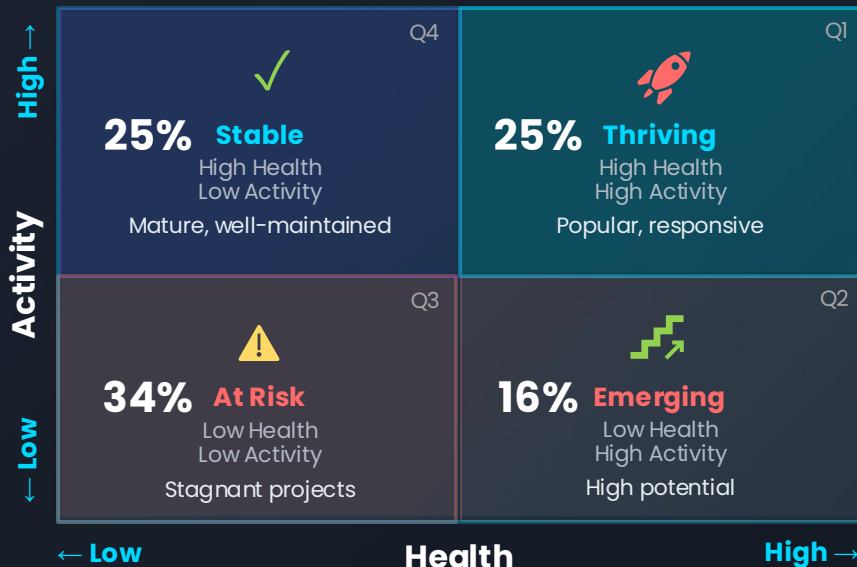 High →
Q4
25% Stable
High Health
Low Activity
Mature, well-maintained
Q1
25% Thriving
High Health
High Activity
Popular, responsive
Activity
Q3
34% At Risk
Low Health
Low Activity
Stagnant projects
Q2
16% Emerging
Low Health
High Activity
High potential
← Low
← Low
Health
High →